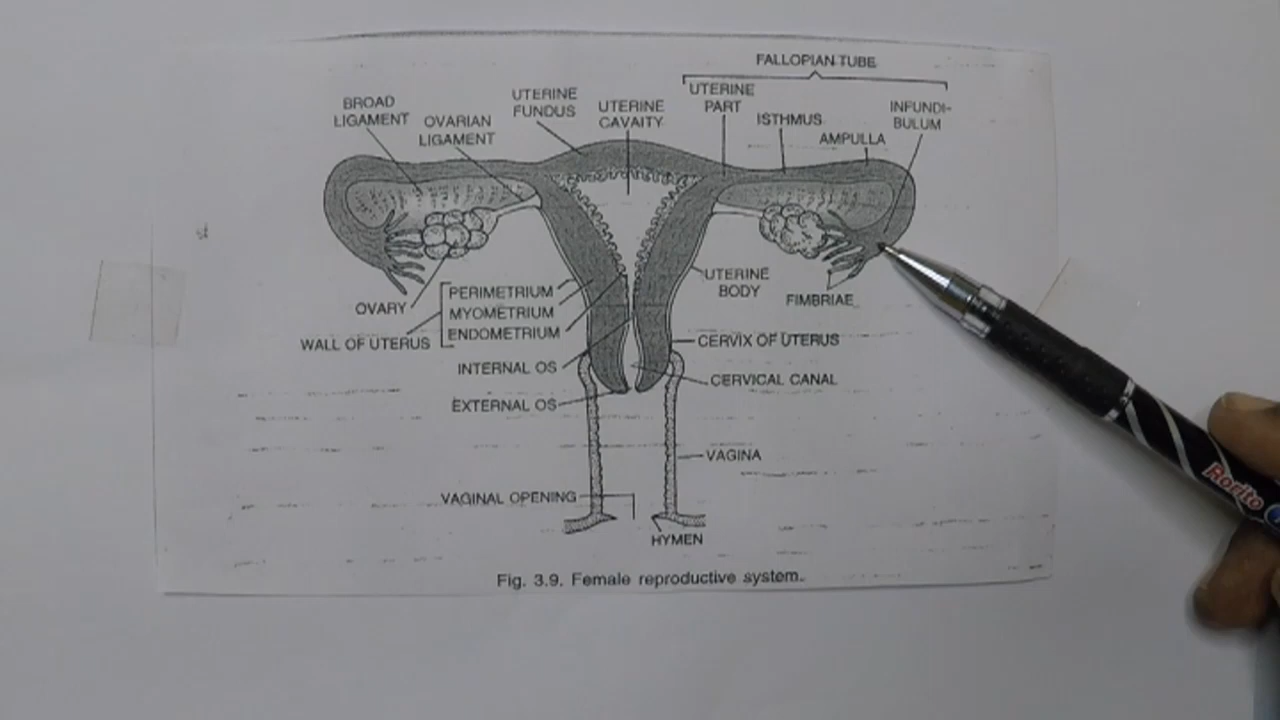 FALLOPIAN TUBE
BROAD
LIGAMENT
OVARIAN
LIGAMENT
UTERINE
FUNDUS
UTERINE
CAVAITY
UTERINE
PART
ISTHMUS
AMPULLA
INFUNDI-
BULUM
OVARY
WALL OF UTERUS
PERIMETRIUM
MYOMETRIUM
ENDOMETRIUM
INTERNAL OS
EXTERNAL OS
UTERINE
BODY
FIMBRIAE
CERVIX OF UTERUS
CERVICAL CANAL
VAGINA
VAGINAL OPENING
HYMEN
Fig. 3.9. Female reproductive system.
Rorito